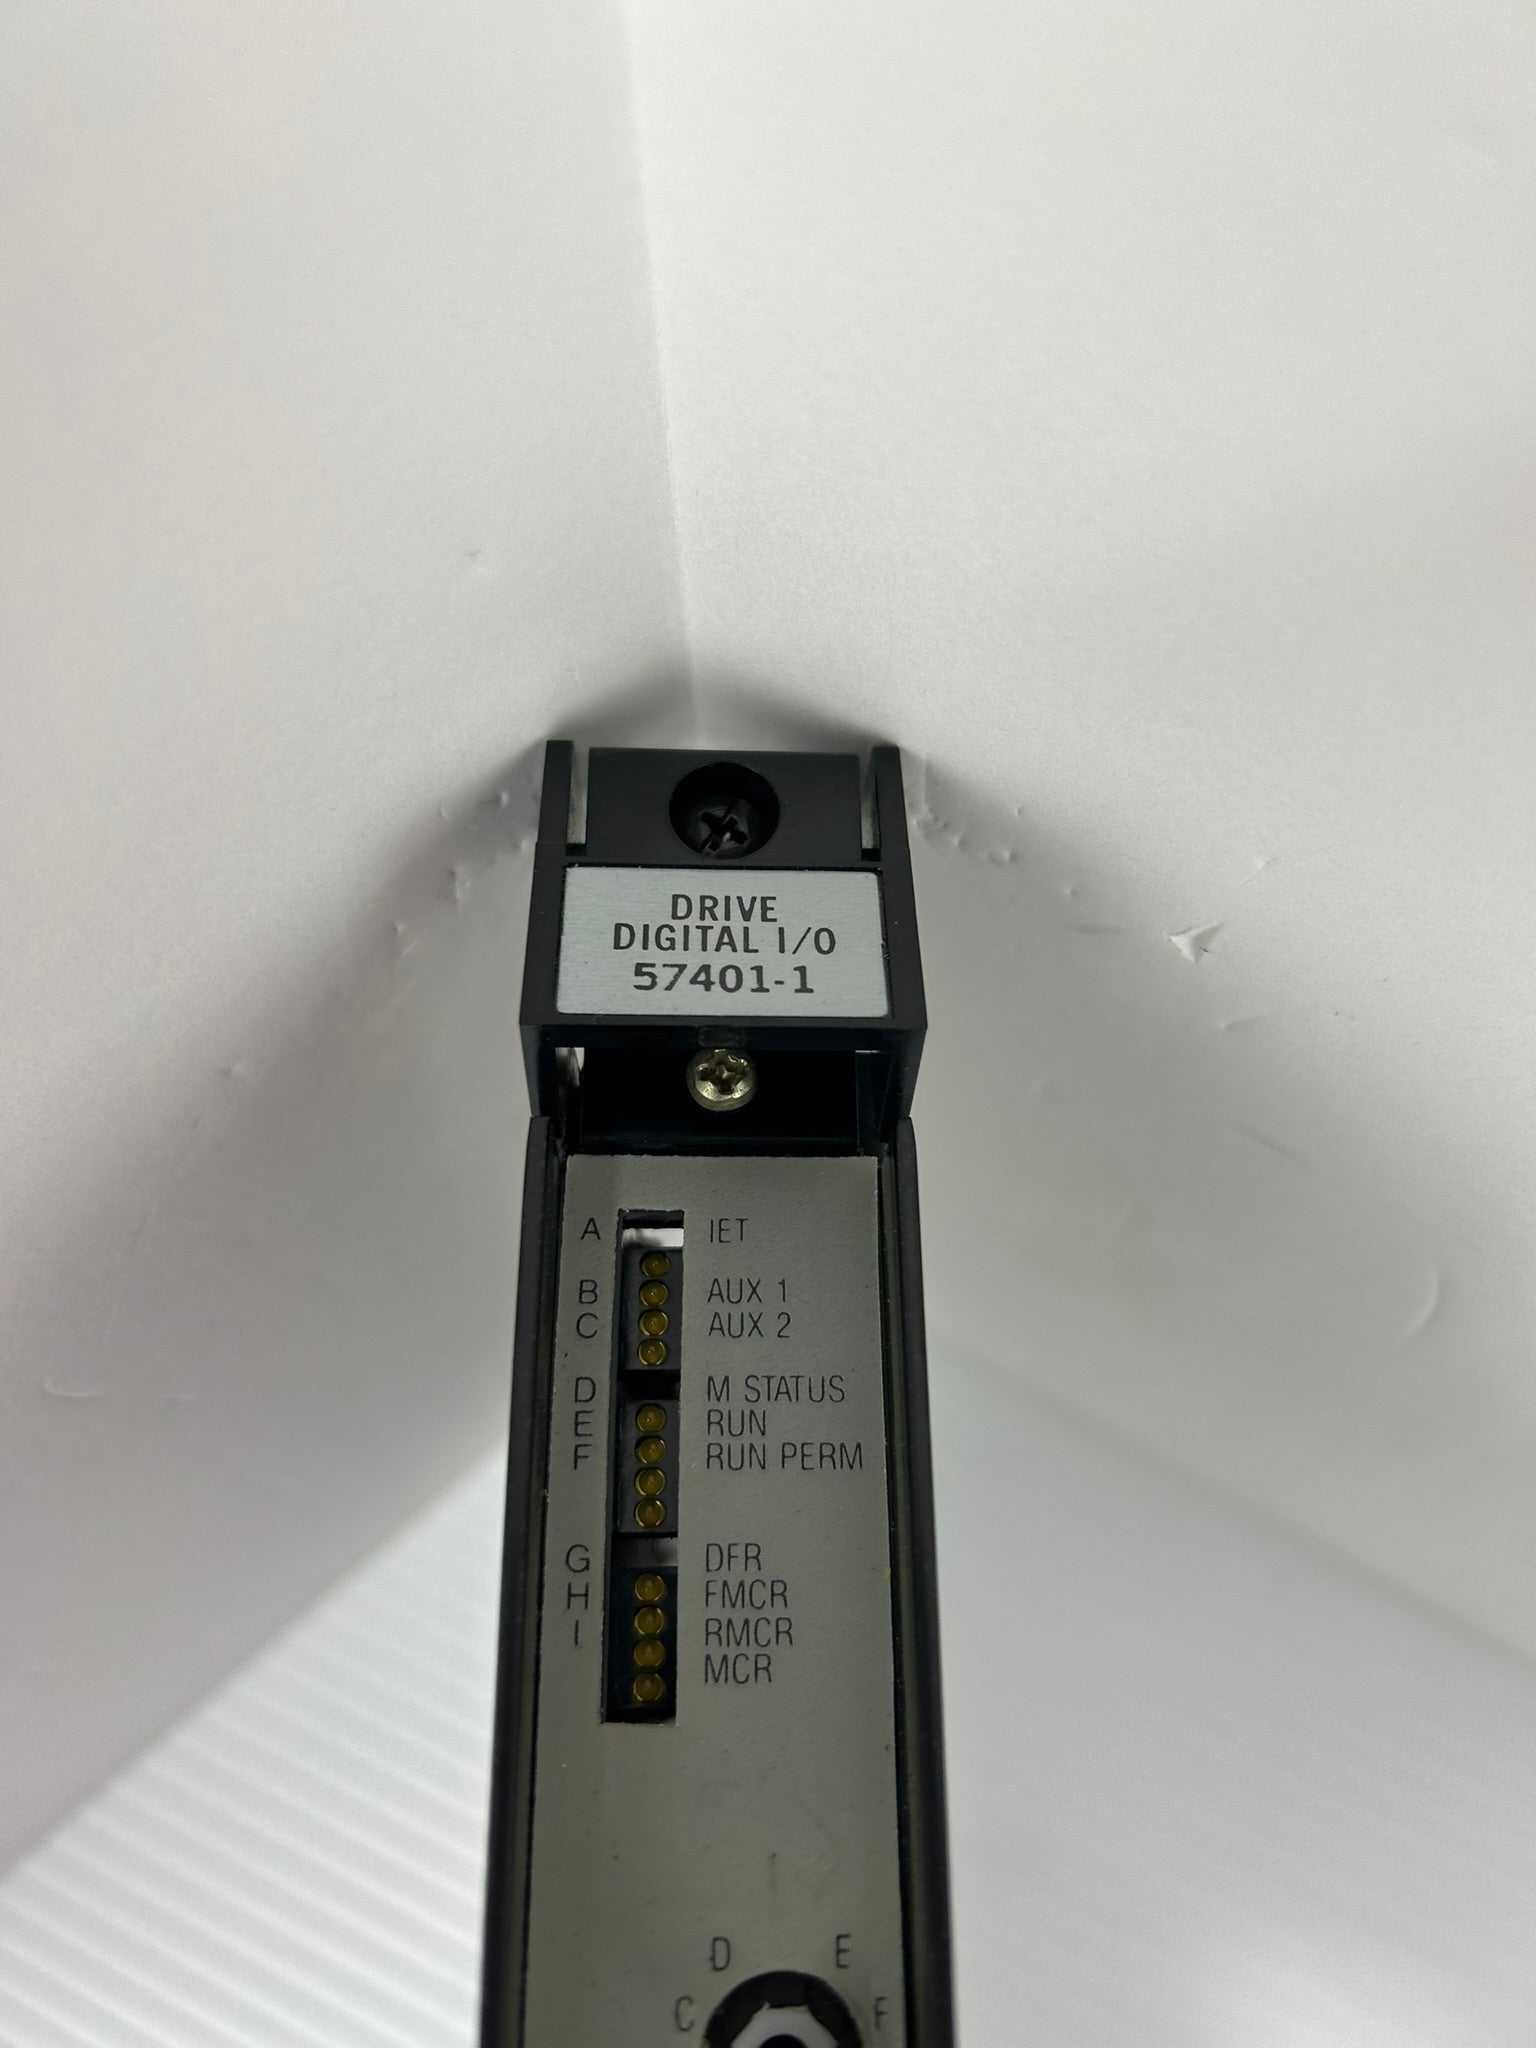 DRIVE
DIGITAL I/O
57401-1
A IET
B AUX 1
C AUX 2
D M STATUS
E RUN
F RUN PERM
G DFR
H FMCR
I RMCR
MCR
D E
C F